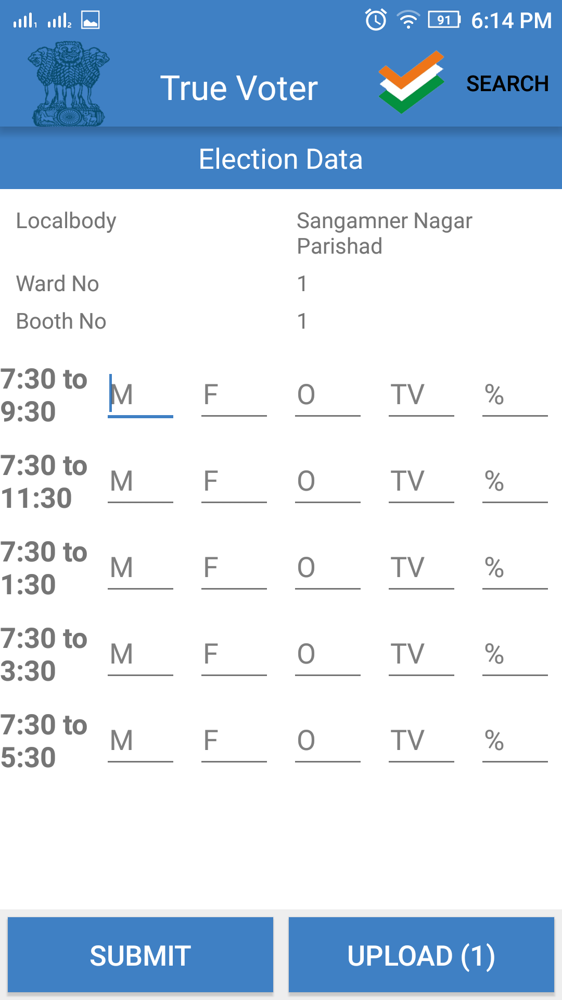 1 2 91 6:14 PM
True Voter SEARCH
Election Data
Localbody Sangamner Nagar
Parishad
Ward No 1
Booth No 1
7:30 to
9:30 M F O TV %
7:30 to
11:30 M F O TV %
7:30 to
1:30 M F O TV %
7:30 to
3:30 M F O TV %
7:30 to
5:30 M F O TV %
SUBMIT UPLOAD (1)